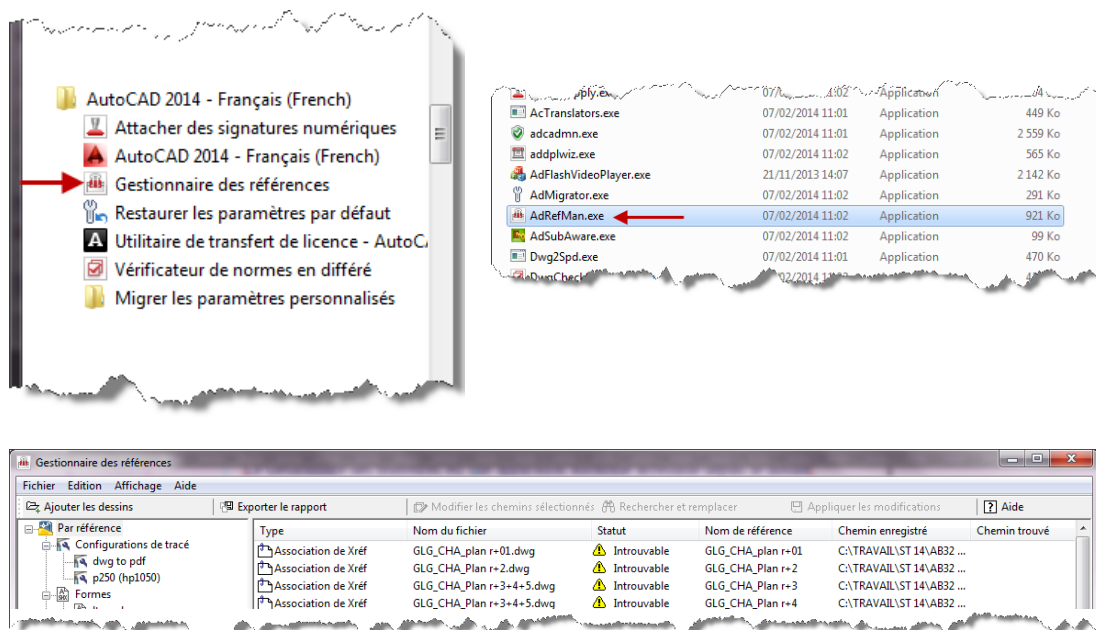 AutoCAD 2014 - Français (French)
Attacher des signatures numériques
AutoCAD 2014 - Français (French)
Gestionnaire des références
Restaurer les paramètres par défaut
Utilitaire de transfert de licence - AutoC
Vérificateur de normes en différé
Migrer les paramètres personnalisés
Application
AcTranslators.exe 07/02/2014 11:01 Application 449 Ko
adcadmn.exe 07/02/2014 11:01 Application 2 559 Ko
addplwiz.exe 07/02/2014 11:02 Application 565 Ko
AdFlashVideoPlayer.exe 21/11/2013 14:07 Application 2 142 Ko
AdMigrator.exe 07/02/2014 11:02 Application 291 Ko
AdRefMan.exe 07/02/2014 11:02 Application 921 Ko
AdSubAware.exe 07/02/2014 11:02 Application 99 Ko
Dwg2Spd.exe 07/02/2014 11:01 Application 470 Ko
Gestionnaire des références
Fichier Edition Affichage Aide
Ajouter les dessins Exporter le rapport Modifier les chemins sélectionnés Rechercher et remplacer Appliquer les modifications Aide
Par référence Type Nom du fichier Statut Nom de référence Chemin enregistré Chemin trouvé
Configurations de tracé Association de Xréf GLG_CHA_plan r+01.dwg Introuvable GLG_CHA_plan r+01 C:\TRAVAIL\ST 14\AB32 ...
dwg to pdf Association de Xréf GLG_CHA_Plan r+2.dwg Introuvable GLG_CHA_Plan r+2 C:\TRAVAIL\ST 14\AB32 ...
p250 (hp1050) Association de Xréf GLG_CHA_Plan r+3+4+5.dwg Introuvable GLG_CHA_Plan r+3 C:\TRAVAIL\ST 14\AB32 ...
Formes Association de Xréf GLG_CHA_Plan r+3+4+5.dwg Introuvable GLG_CHA_Plan r+4 C:\TRAVAIL\ST 14\AB32 ...